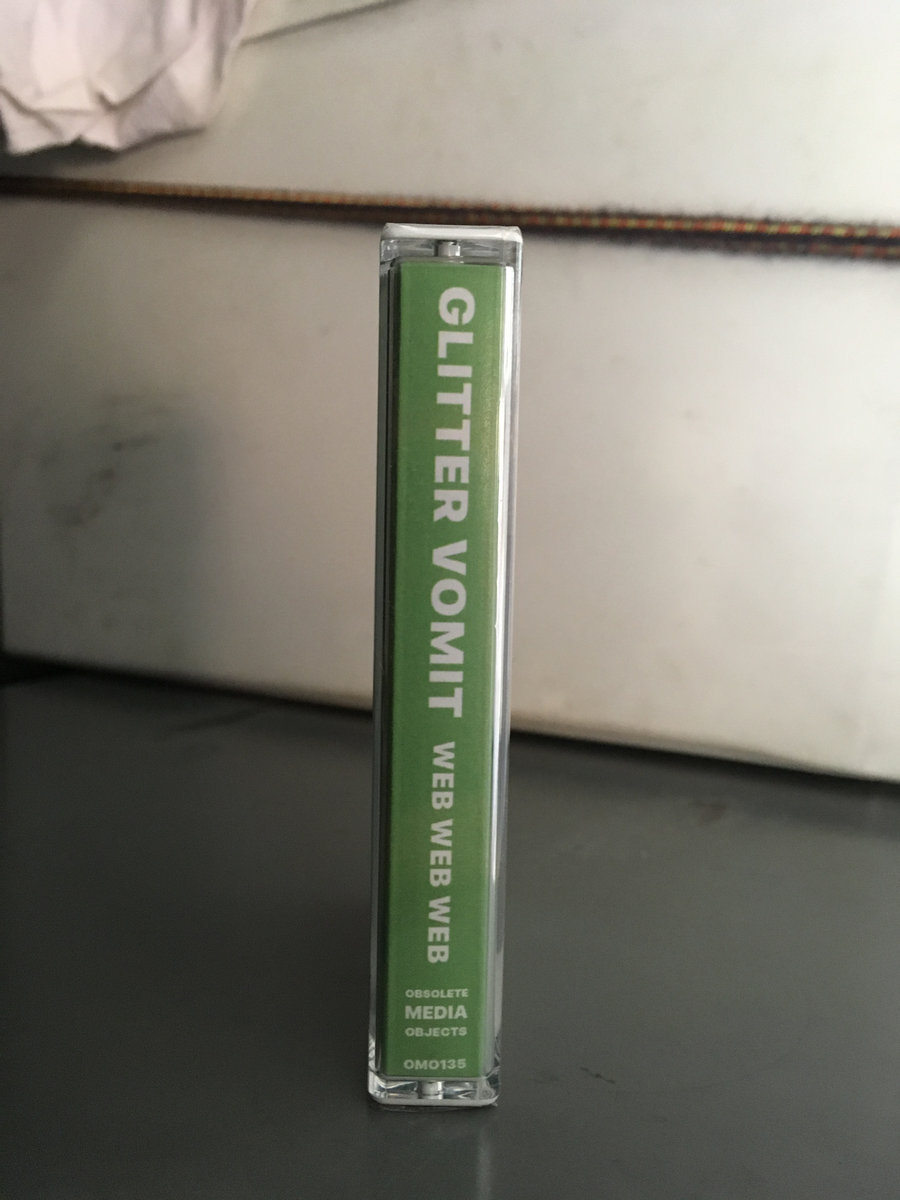 GLITTER VOMIT WEB WEB WEB
OBSOLETE
MEDIA
OBJECTS
OMO135